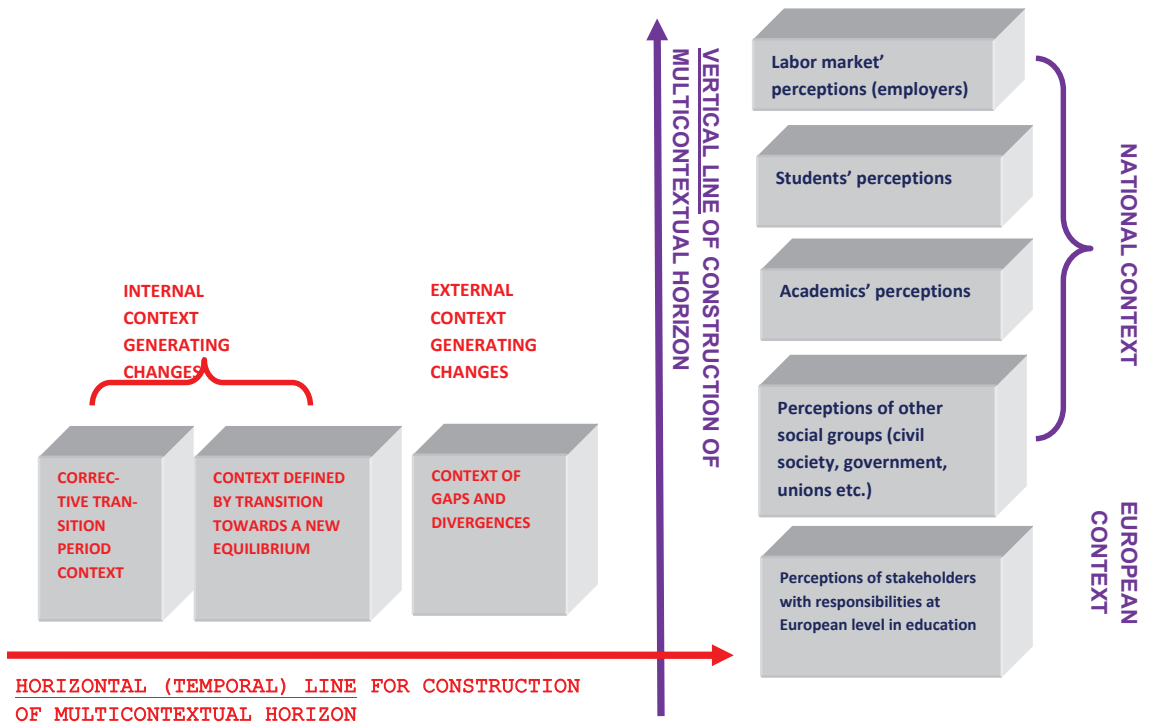 INTERNAL
CONTEXT
GENERATING
CHANGES
EXTERNAL
CONTEXT
GENERATING
CHANGES
CORREC-
TIVE TRAN-
SITION
PERIOD
CONTEXT
CONTEXT DEFINED
BY TRANSITION
TOWARDS A NEW
EQUILIBRIUM
CONTEXT OF
GAPS AND
DIVERGENCES
HORIZONTAL (TEMPORAL) LINE FOR CONSTRUCTION
OF MULTICONTEXTUAL HORIZON
VERTICAL LINE OF CONSTRUCTION OF
MULTICONTEXTUAL HORIZON
Labor market’
perceptions (employers)
Students’ perceptions
Academics’ perceptions
Perceptions of other
social groups (civil
society, government,
unions etc.)
Perceptions of stakeholders
with responsibilities at
European level in education
NATIONAL CONTEXT
EUROPEAN
CONTEXT